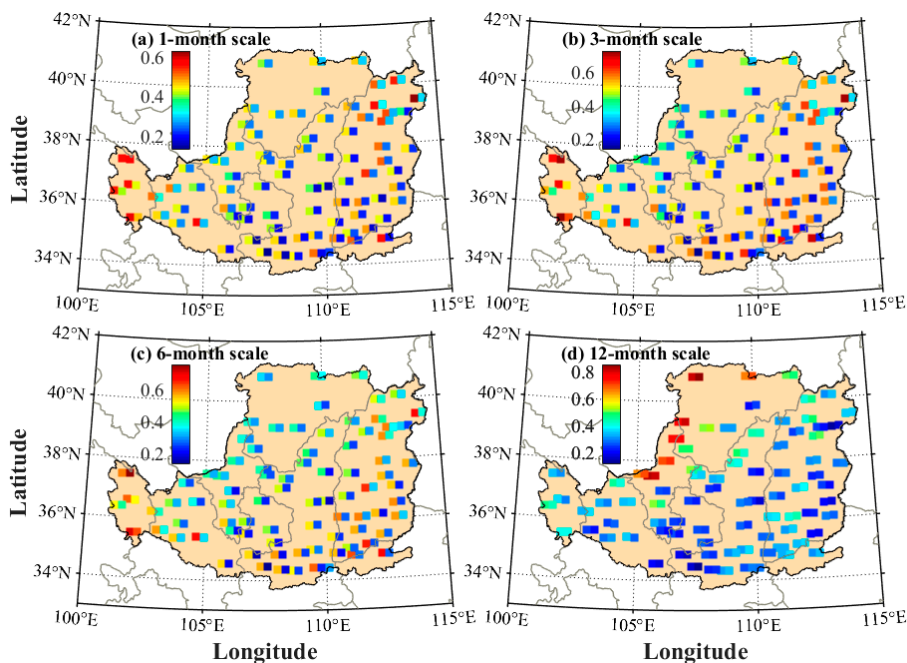 42°N
(a) 1-month scale
0.6
0.4
0.2
40°N
38°N
36°N
34°N
Latitude
100°E
105°E
110°E
115°E
42°N
(b) 3-month scale
0.6
0.4
0.2
40°N
38°N
36°N
34°N
100°E
105°E
110°E
115°E
42°N
(c) 6-month scale
0.6
0.4
0.2
40°N
38°N
36°N
34°N
Latitude
100°E
105°E
110°E
115°E
Longitude
42°N
(d) 12-month scale
0.8
0.6
0.4
0.2
40°N
38°N
36°N
34°N
100°E
105°E
110°E
115°E
Longitude